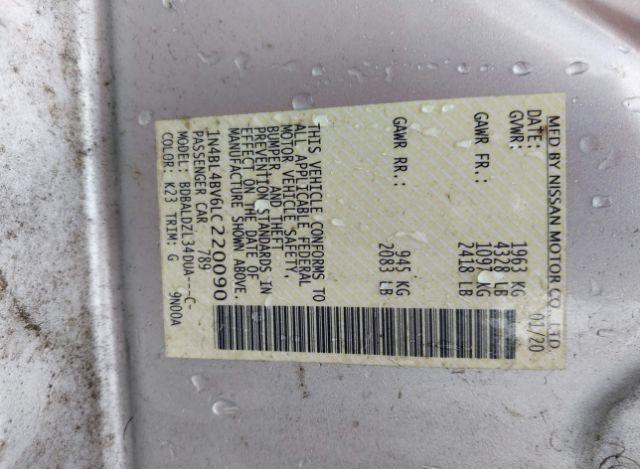 MFD BY NISSAN MOTOR CO., LTD.
DATE: 01/20
GVWR: 1963 KG
4328 LB
GAWR FR.: 1097 KG
2418 LB
GAWR RR.: 945 KG
2083 LB
THIS VEHICLE CONFORMS TO
ALL APPLICABLE FEDERAL
MOTOR VEHICLE SAFETY,
BUMPER, AND THEFT
PREVENTION STANDARDS IN
EFFECT ON THE DATE OF
MANUFACTURE SHOWN ABOVE.
1N4BL4BV6LC220090
PASSENGER CAR 789
MODEL: BDBALDZL34DUA---C-
COLOR: K23 TRIM: G 9N00A